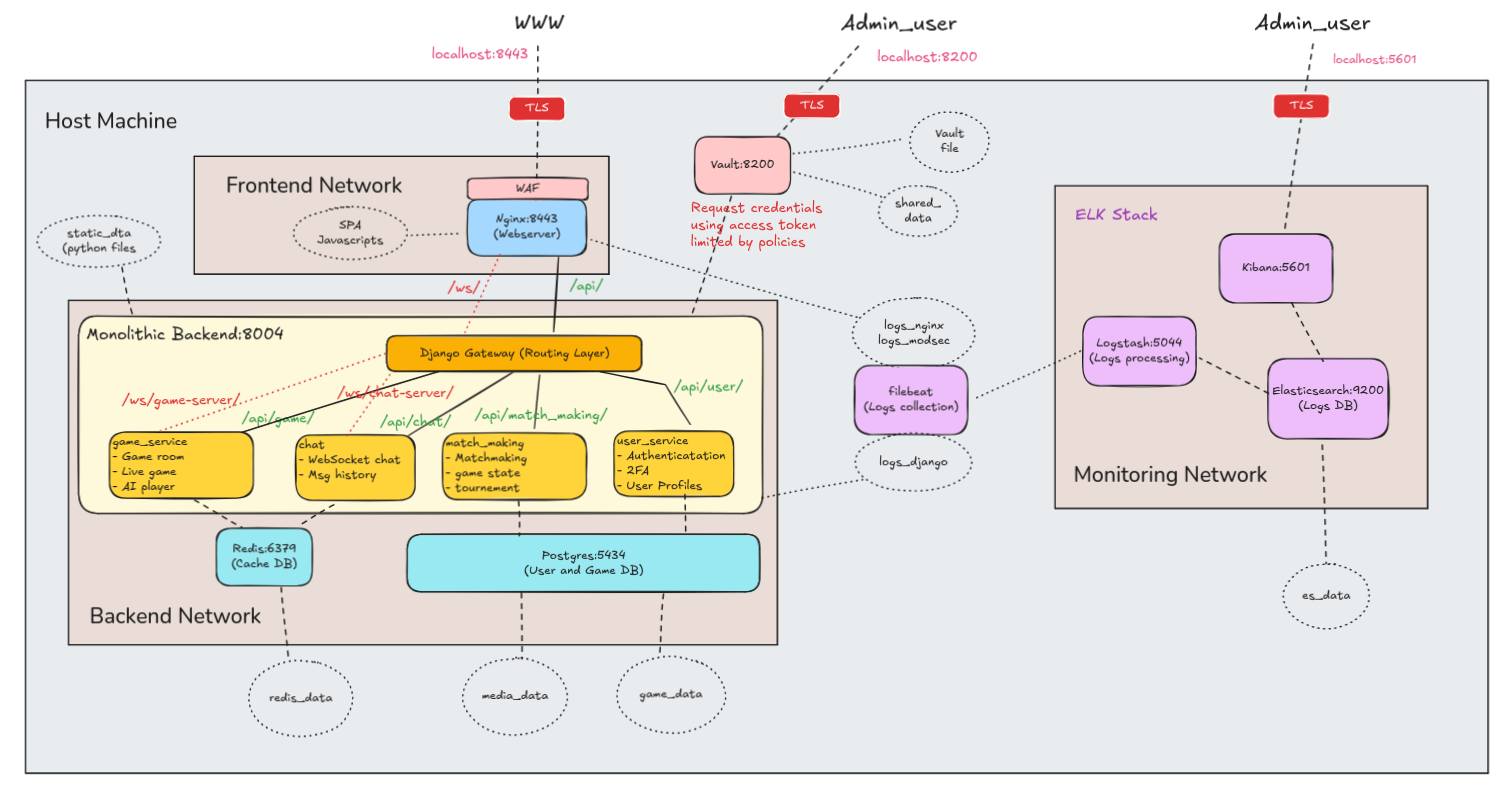 WWW
Admin_user
Admin_user
localhost:8443
localhost:8200
localhost:5601
TLS
TLS
TLS
Host Machine
Frontend Network
WAF
Nginx:8443
(Webserver)
SPA
Javascripts
Vault:8200
Vault
file
shared_
data
Request credentials
using access token
limited by policies
static_dta
(python files
/ws/
/api/
Monolithic Backend:8004
Django Gateway (Routing Layer)
/ws/game-server/
/ws/chat-server/
/api/game/
/api/chat/
/api/match_making/
/api/user/
game_service
- Game room
- Live game
- AI player
chat
- WebSocket chat
- Msg history
match_making
- Matchmaking
- game state
- tournement
user_service
- Authenticatation
- 2FA
- User Profiles
Redis:6379
(Cache DB)
Postgres:5434
(User and Game DB)
Backend Network
redis_data
media_data
game_data
logs_nginx
logs_modsec
filebeat
(Logs collection)
logs_django
ELK Stack
Kibana:5601
Logstash:5044
(Logs processing)
Elasticsearch:9200
(Logs DB)
Monitoring Network
es_data